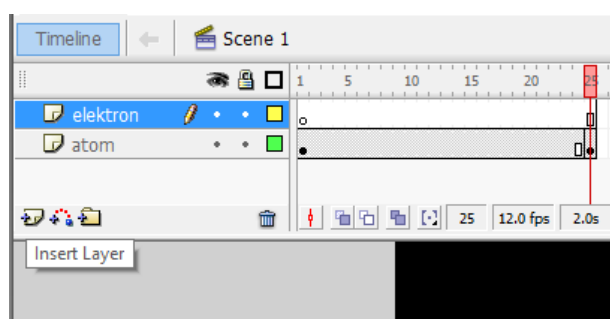 Timeline Scene 1
1 5 10 15 20 25
elektron
atom
25 12.0 fps 2.0s
Insert Layer